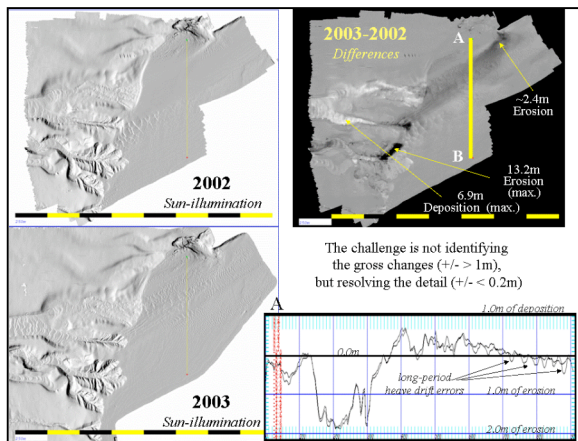 2002
Sun-illumination
2003-2002
Differences
A
B
~2.4m
Erosion
13.2m
Erosion
(max.)
6.9m
Deposition (max.)
The challenge is not identifying
the gross changes (+/- > 1m),
but resolving the detail (+/- < 0.2m)
2003
Sun-illumination
A
1.0m of deposition
0.0m
long-period
heave drift errors
1.0m of erosion
2.0m of erosion